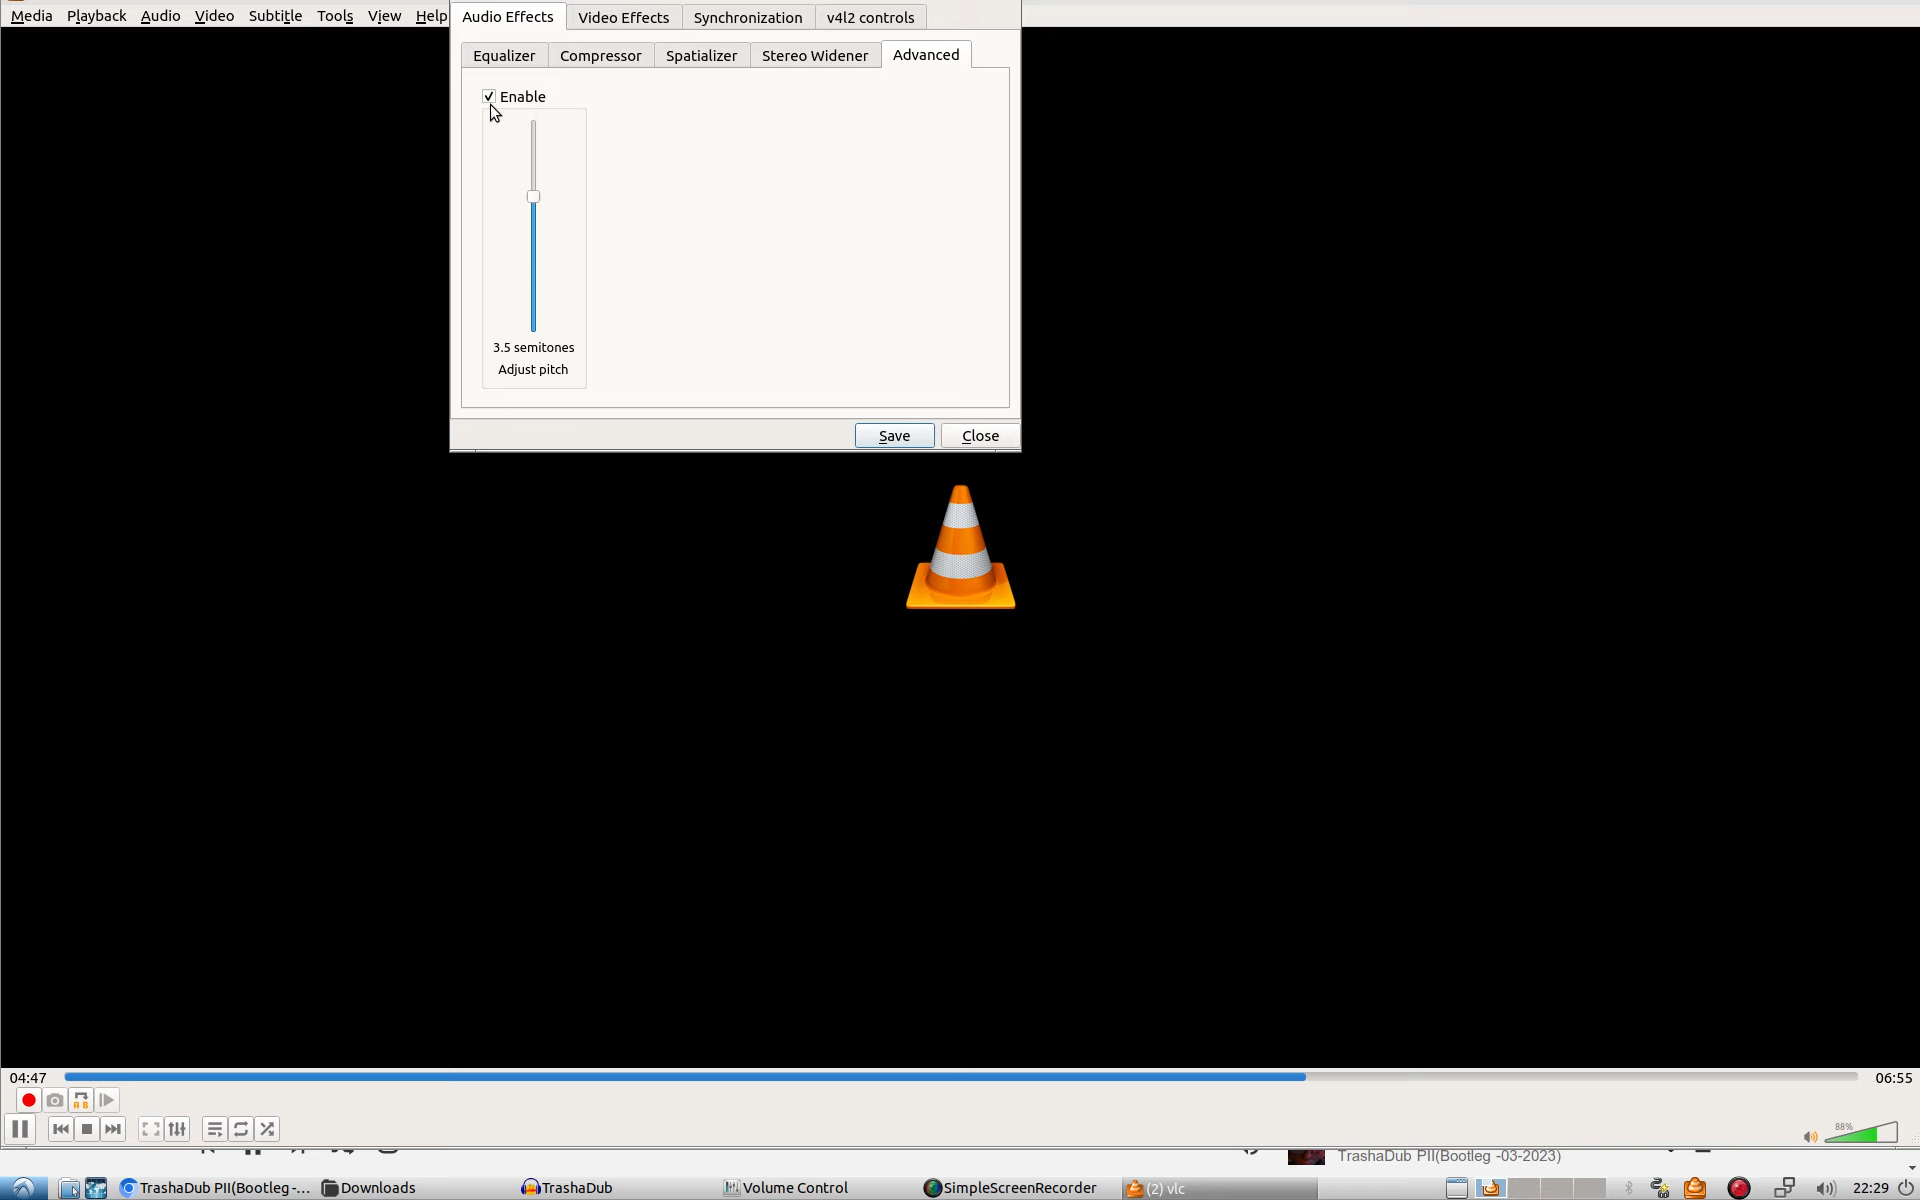 Media Playback Audio Video Subtitle Tools View Help
Audio Effects Video Effects Synchronization v4l2 controls
Equalizer Compressor Spatializer Stereo Widener Advanced
Enable
3.5 semitones
Adjust pitch
Save Close
04:47 06:55
A B
88%
TrashaDub PII(Bootleg -03-2023)
TrashaDub PII(Bootleg -... Downloads TrashaDub Volume Control SimpleScreenRecorder (2) vlc 22:29